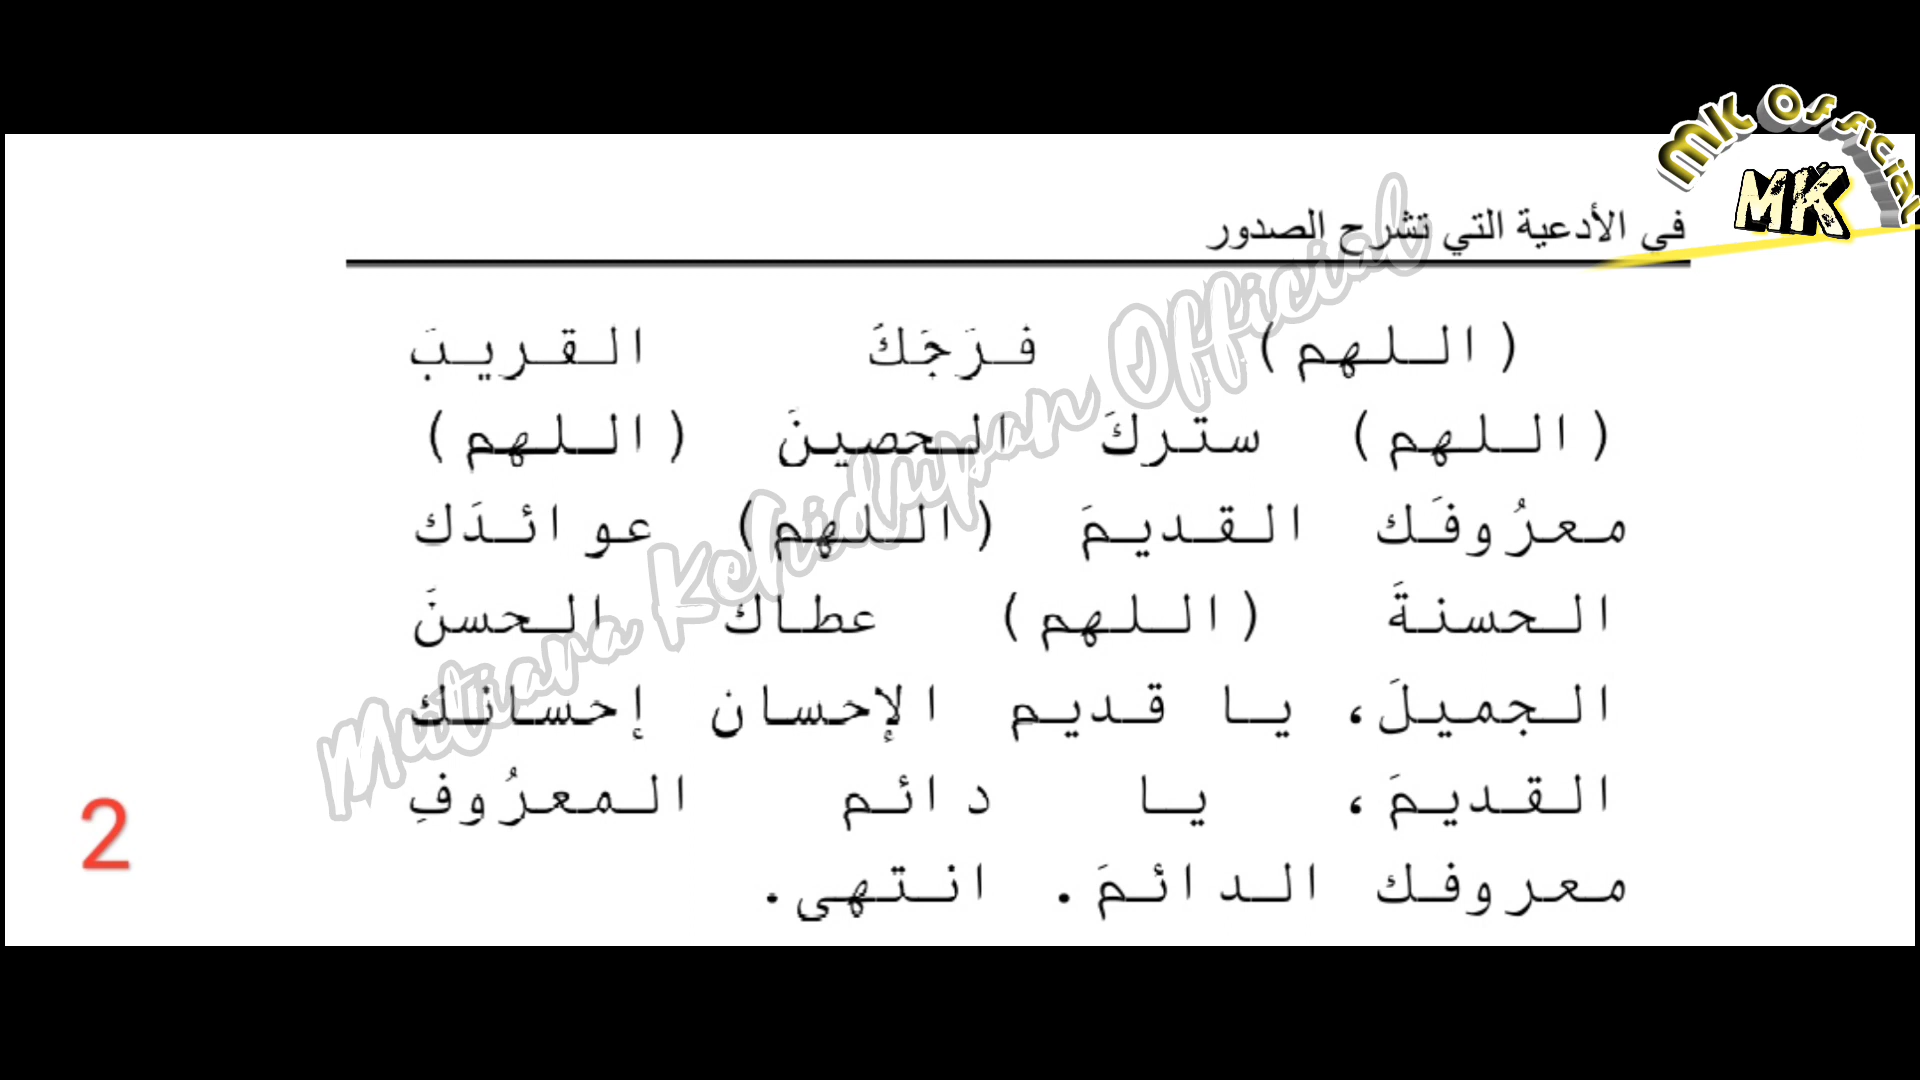 MK Official
MK
في الأدعية التي تشرح الصدور
(اللهم) فرَجَكَ القريبَ
(اللهم) ستركَ الحصينَ (اللهم)
معرُوفَك القديمَ (اللهم) عوائدَك
الحسنةَ (اللهم) عطاك الحسنَ
الجميلَ، يا قديم الإحسان إحسانك
القديمَ، يا دائم المعرُوفِ
معروفك الدائمَ. انتهى.
2
Mutiara Kehidupan Official